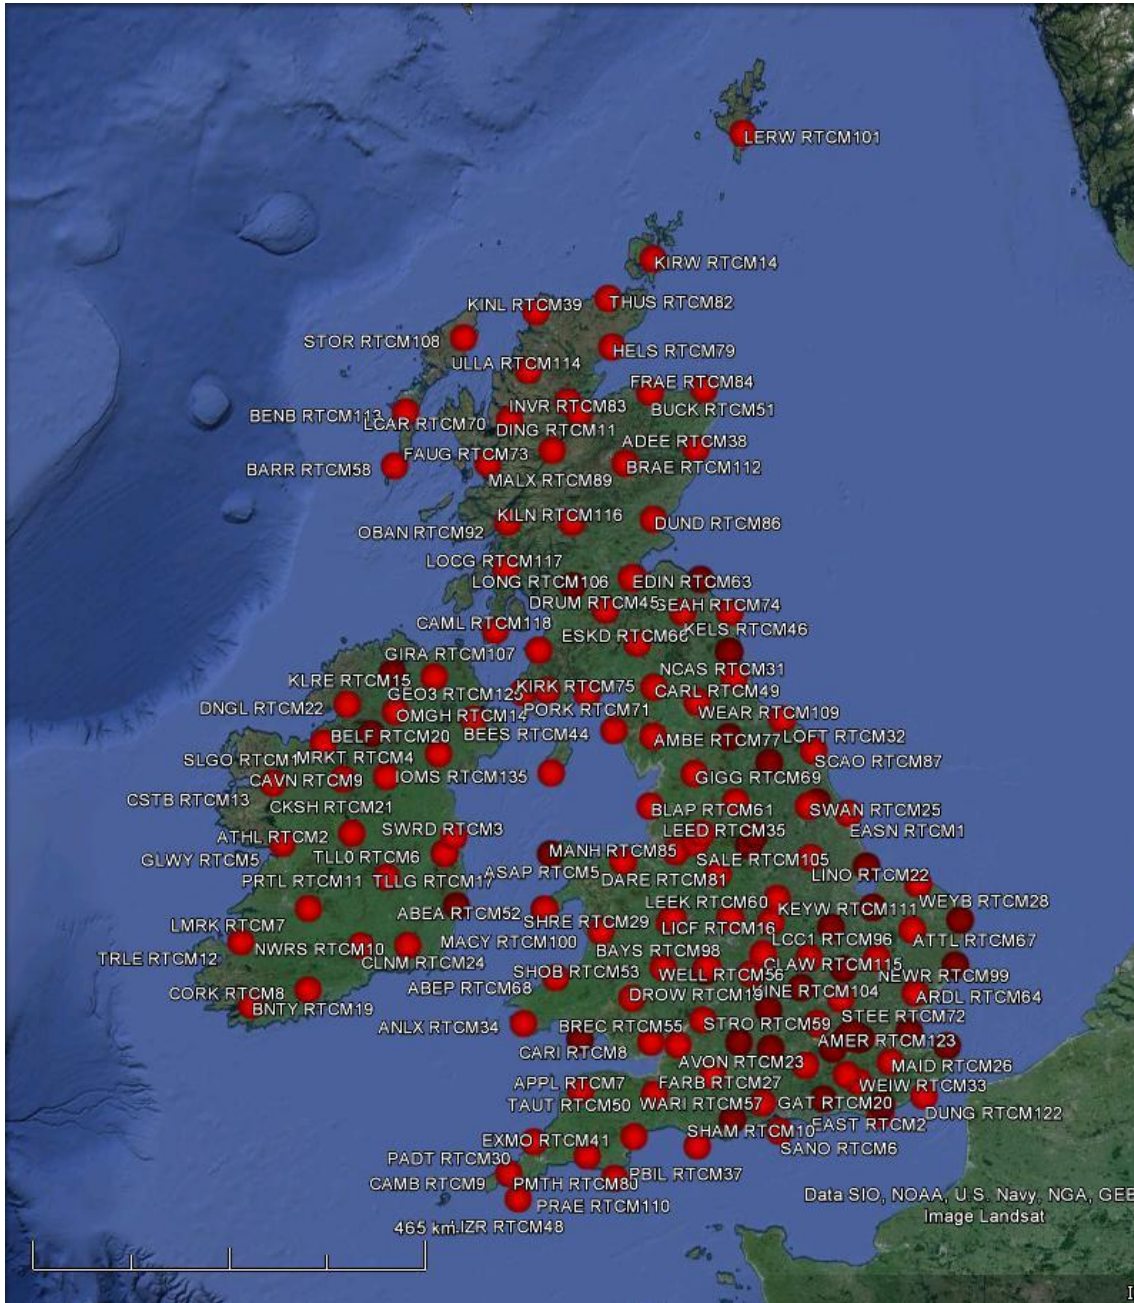 LERW RTCM101
KIRW RTCM14
KINL RTCM39
THUS RTCM82
STOR RTCM108
HELS RTCM79
ULLA RTCM114
FRAE RTCM84
INVR RTCM83
BUCK RTCM51
BENB RTCM113
LCAR RTCM70
DING RTCM11
ADEE RTCM38
FAUG RTCM73
BARR RTCM58
BRAE RTCM112
MALX RTCM89
KILN RTCM116
DUND RTCM86
OBAN RTCM92
LOCG RTCM117
LONG RTCM106
EDIN RTCM63
DRUM RTCM45
SEAH RTCM74
CAML RTCM118
KELS RTCM46
ESKD RTCM66
GIRA RTCM107
NCAS RTCM31
KLRE RTCM15
KIRK RTCM75
GEO3 RTCM125
CARL RTCM49
DNGL RTCM22
OMGH RTCM14
PORK RTCM71
WEAR RTCM109
BELF RTCM20
BEES RTCM44
AMBE RTCM77
LOFT RTCM32
SLGO RTCM1
MRKT RTCM4
SCAO RTCM87
CAVN RTCM9
IOMS RTCM135
GIGG RTCM69
CSTB RTCM13
CKSH RTCM21
BLAP RTCM61
SWAN RTCM25
ATHL RTCM2
SWRD RTCM3
LEED RTCM35
EASN RTCM1
GLWY RTCM5
TLL0 RTCM6
MANH RTCM85
SALE RTCM105
PRTL RTCM11
TLLG RTCM17
ASAP RTCM5
DARE RTCM81
LINO RTCM22
LEEK RTCM60
WEYB RTCM28
ABEA RTCM52
KEYW RTCM111
LMRK RTCM7
SHRE RTCM29
LICF RTCM16
ATTL RTCM67
TRLE RTCM12
NWRS RTCM10
MACY RTCM100
BAYS RTCM98
LCC1 RTCM96
CLNM RTCM24
CLAW RTCM115
SHOB RTCM53
WELL RTCM56
NEWR RTCM99
ABEP RTCM68
CORK RTCM8
DROW RTCM19
KINE RTCM104
ARDL RTCM64
BNTY RTCM19
STEE RTCM72
ANLX RTCM34
BREC RTCM55
STRO RTCM59
AMER RTCM123
CARI RTCM8
AVON RTCM23
MAID RTCM26
APPL RTCM7
FARB RTCM27
WEIW RTCM33
TAUT RTCM50
WARI RTCM57
GAT RTCM20
DUNG RTCM122
EAST RTCM2
SHAM RTCM10
EXMO RTCM41
SANO RTCM6
PADT RTCM30
PBIL RTCM37
CAMB RTCM9
PMTH RTCM80
PRAE RTCM110
LIZR RTCM48
465 km
Data SIO, NOAA, U.S. Navy, NGA, GEB
Image Landsat